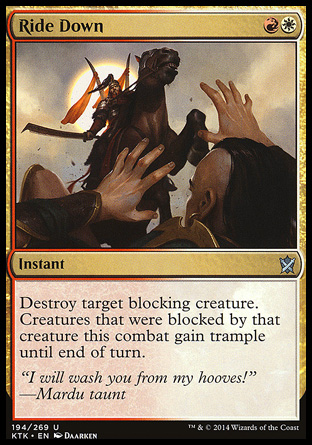 Ride Down
Instant
Destroy target blocking creature.
Creatures that were blocked by that
creature this combat gain trample
until end of turn.
“I will wash you from my hooves!”
—Mardu taunt
194/269 U
KTK • EN Daarken
™ & © 2014 Wizards of the Coast